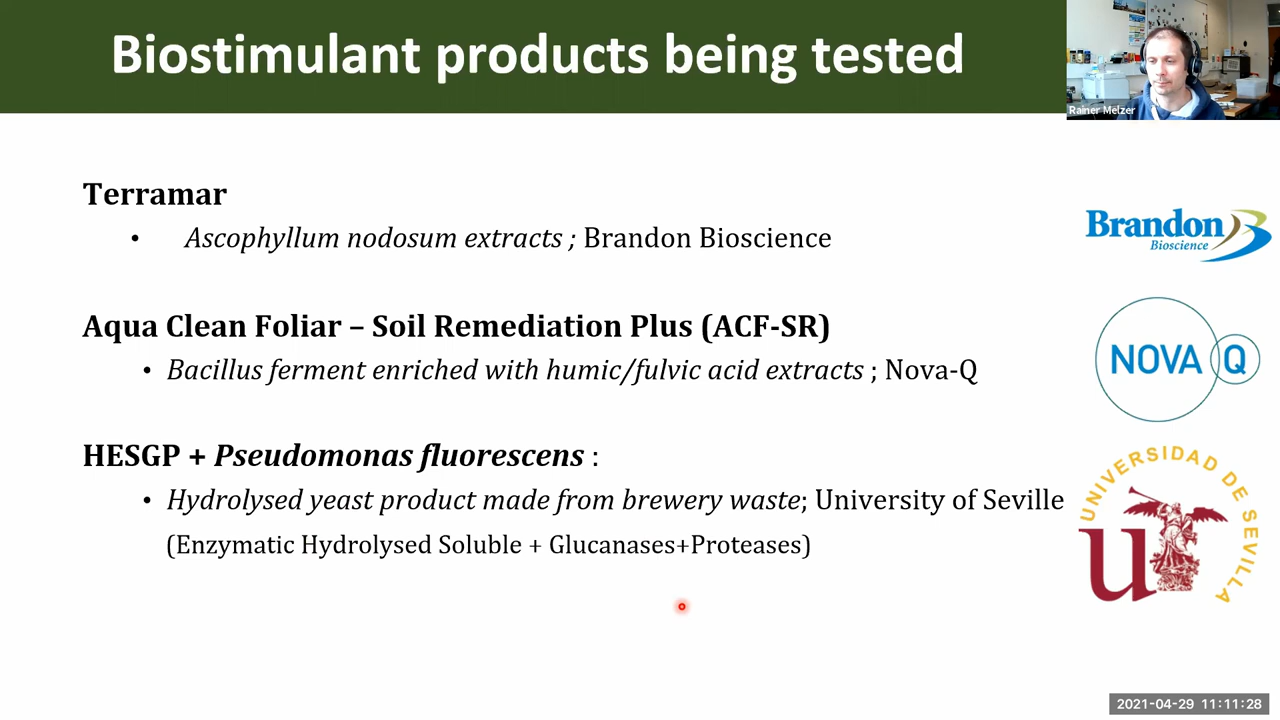 Biostimulant products being tested
Rainer Melzer
Terramar
• Ascophyllum nodosum extracts ; Brandon Bioscience
Brandon
Bioscience
Aqua Clean Foliar – Soil Remediation Plus (ACF-SR)
• Bacillus ferment enriched with humic/fulvic acid extracts ; Nova-Q
NOVA Q
HESGP + Pseudomonas fluorescens :
• Hydrolysed yeast product made from brewery waste; University of Seville
(Enzymatic Hydrolysed Soluble + Glucanases+Proteases)
UNIVERSIDAD DE SEVILLA
u
2021-04-29 11:11:28